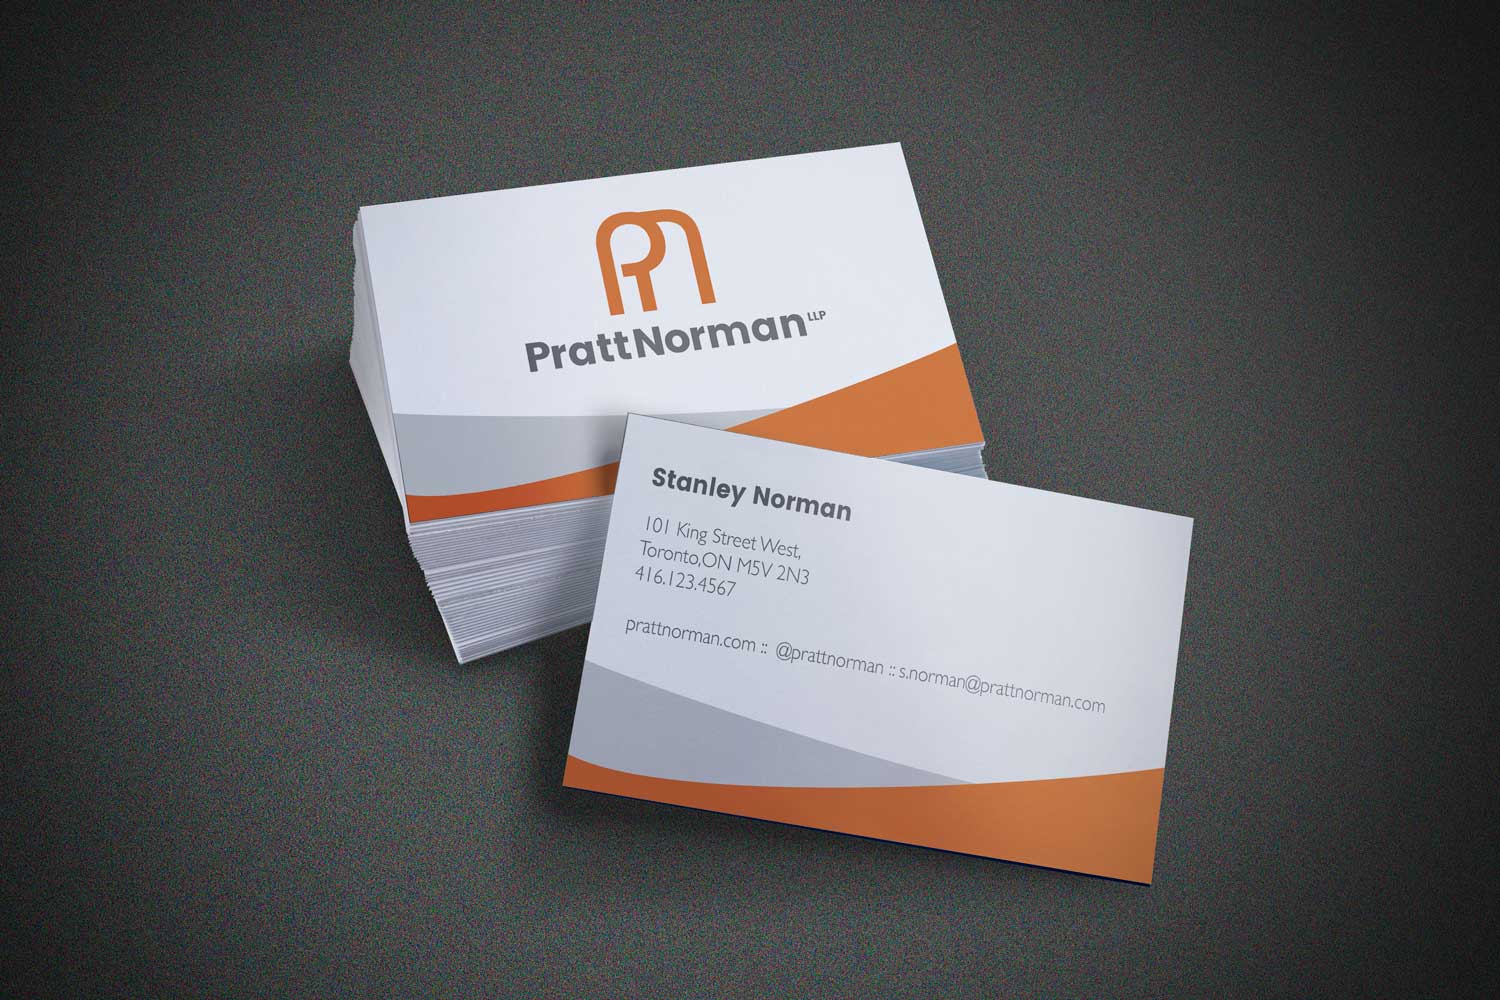 PrattNorman LLP
Stanley Norman
101 King Street West,
Toronto,ON M5V 2N3
416.123.4567
prattnorman.com :: @prattnorman :: s.norman@prattnorman.com